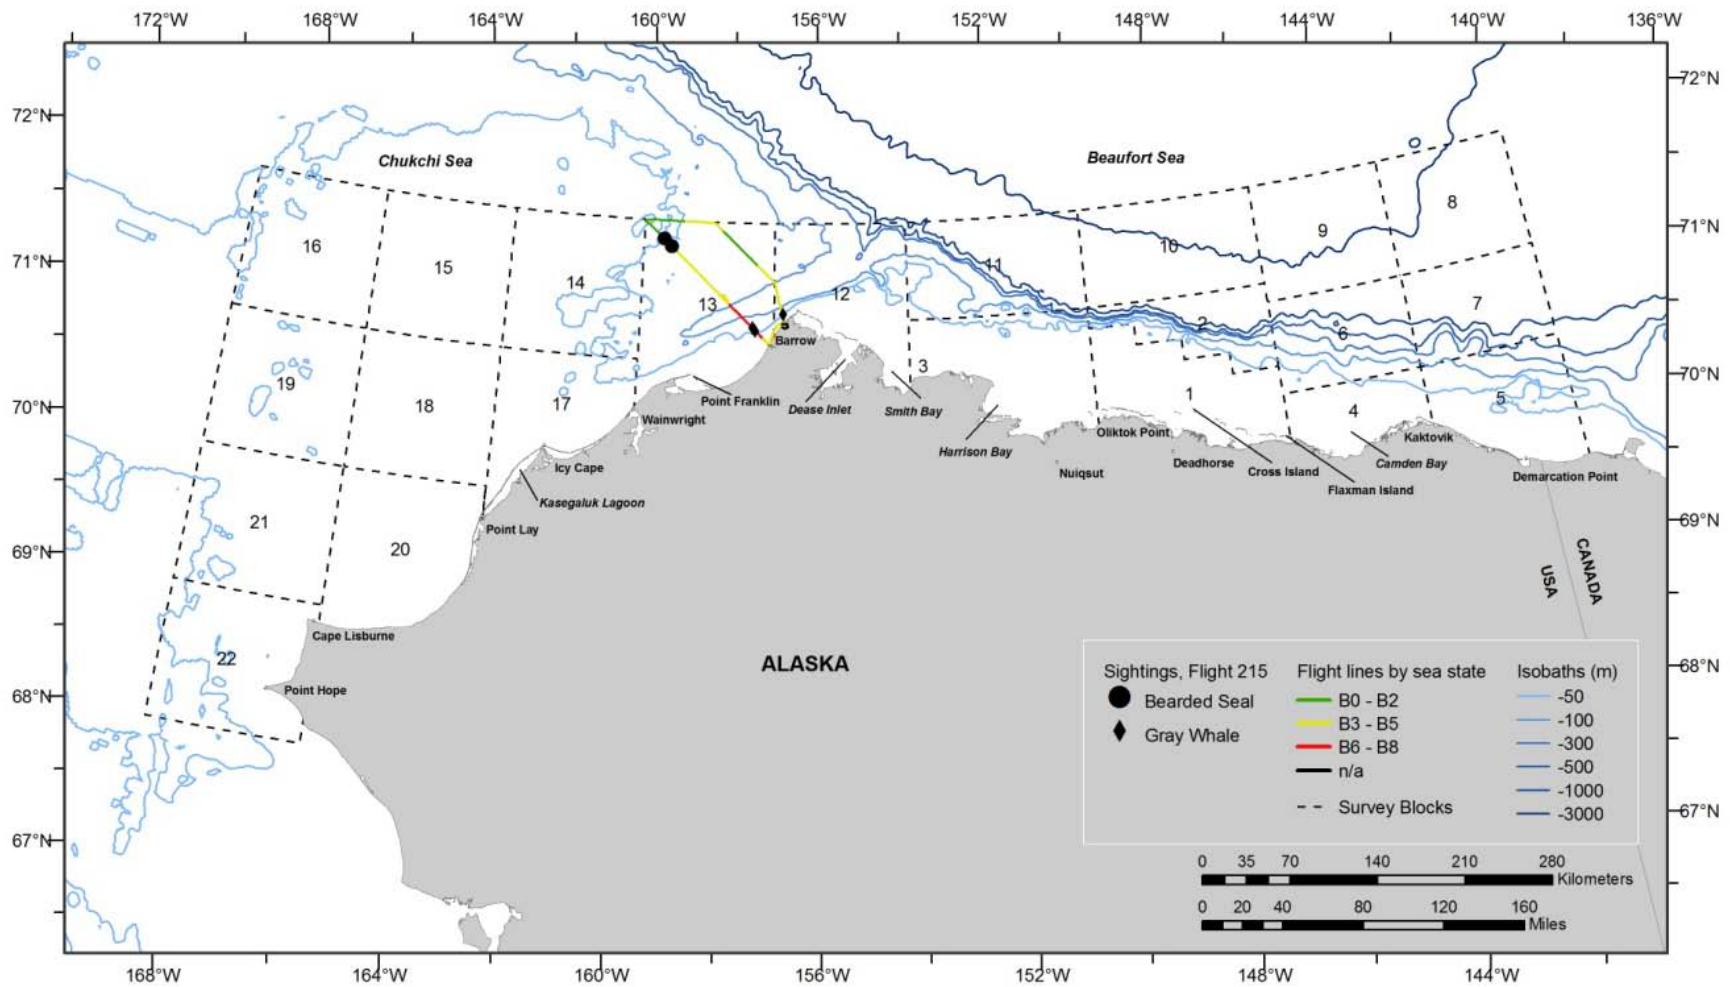 172°W 168°W 164°W 160°W 156°W 152°W 148°W 144°W 140°W 136°W
72°N
72°N
Chukchi Sea
Beaufort Sea
8
9
16
10
71°N
15
11
71°N
14
12
13
7
2
6
Barrow
3
70°N
19
Point Franklin
Dease Inlet
Smith Bay
1
5
70°N
18
17
Wainwright
4
Harrison Bay
Oliktok Point
Kaktovik
Icy Cape
Nuiqsut
Deadhorse
Cross Island
Camden Bay
Demarcation Point
Flaxman Island
Kasegaluk Lagoon
21
Point Lay
69°N
69°N
20
USA
CANADA
Cape Lisburne
22
ALASKA
68°N
Point Hope
68°N
Sightings, Flight 215
Bearded Seal
Gray Whale
Flight lines by sea state
B0 - B2
B3 - B5
B6 - B8
n/a
Survey Blocks
Isobaths (m)
-50
-100
-300
-500
-1000
-3000
67°N
67°N
0 35 70 140 210 280
Kilometers
0 20 40 80 120 160
Miles
168°W 164°W 160°W 156°W 152°W 148°W 144°W